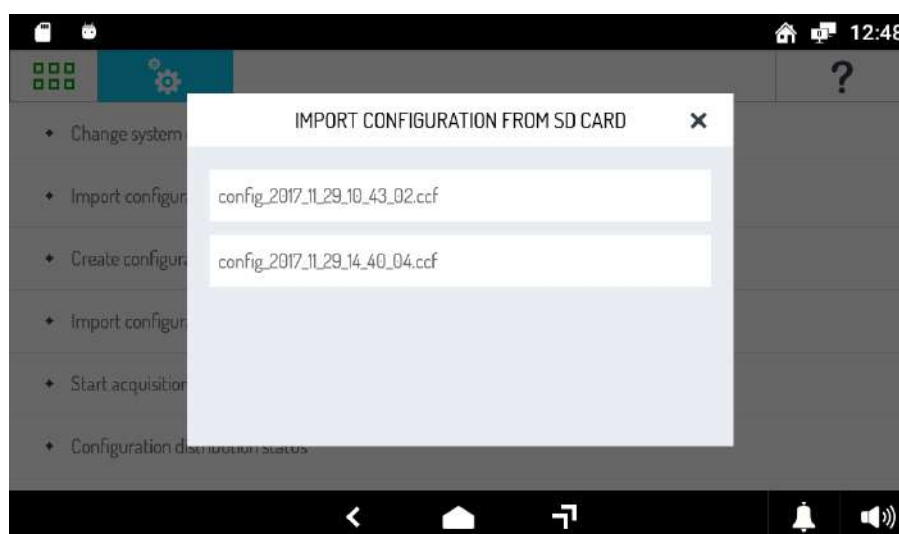 12:48
?
IMPORT CONFIGURATION FROM SD CARD
Change system
Import configur
config_2017_11_29_10_43_02.ccf
Create configura
config_2017_11_29_14_40_04.ccf
Import configur
Start acquisition
Configuration distribution status